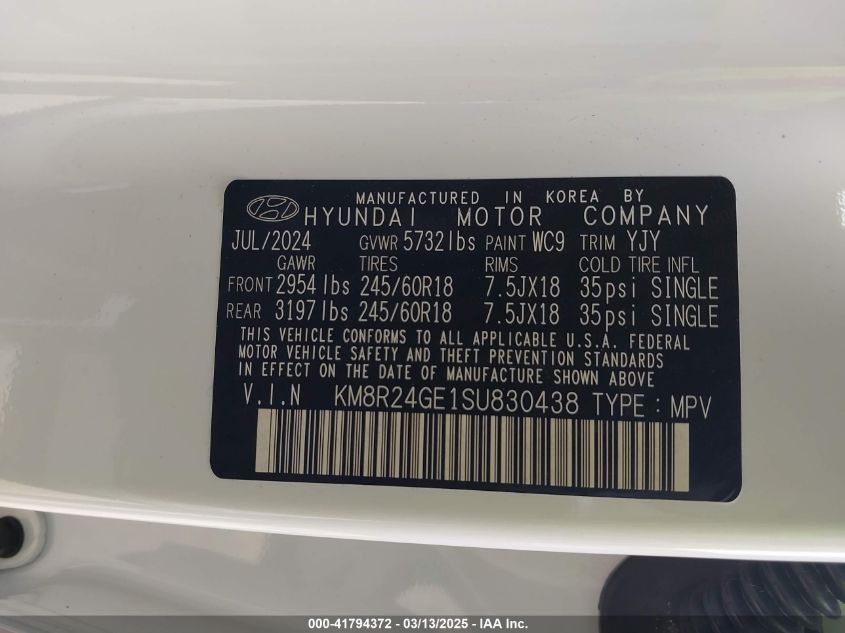 MANUFACTURED IN KOREA BY
HYUNDAI MOTOR COMPANY
JUL/2024 GVWR 5732lbs PAINT WC9 TRIM YJY
GAWR TIRES RIMS COLD TIRE INFL
FRONT 2954lbs 245/60R18 7.5JX18 35psi SINGLE
REAR 3197lbs 245/60R18 7.5JX18 35psi SINGLE
THIS VEHICLE CONFORMS TO ALL APPLICABLE U.S.A. FEDERAL
MOTOR VEHICLE SAFETY AND THEFT PREVENTION STANDARDS
IN EFFECT ON THE DATE OF MANUFACTURE SHOWN ABOVE.
V.I.N KM8R24GE1SU830438 TYPE : MPV
000-41794372 / 03/13/2025 - IAA Inc.